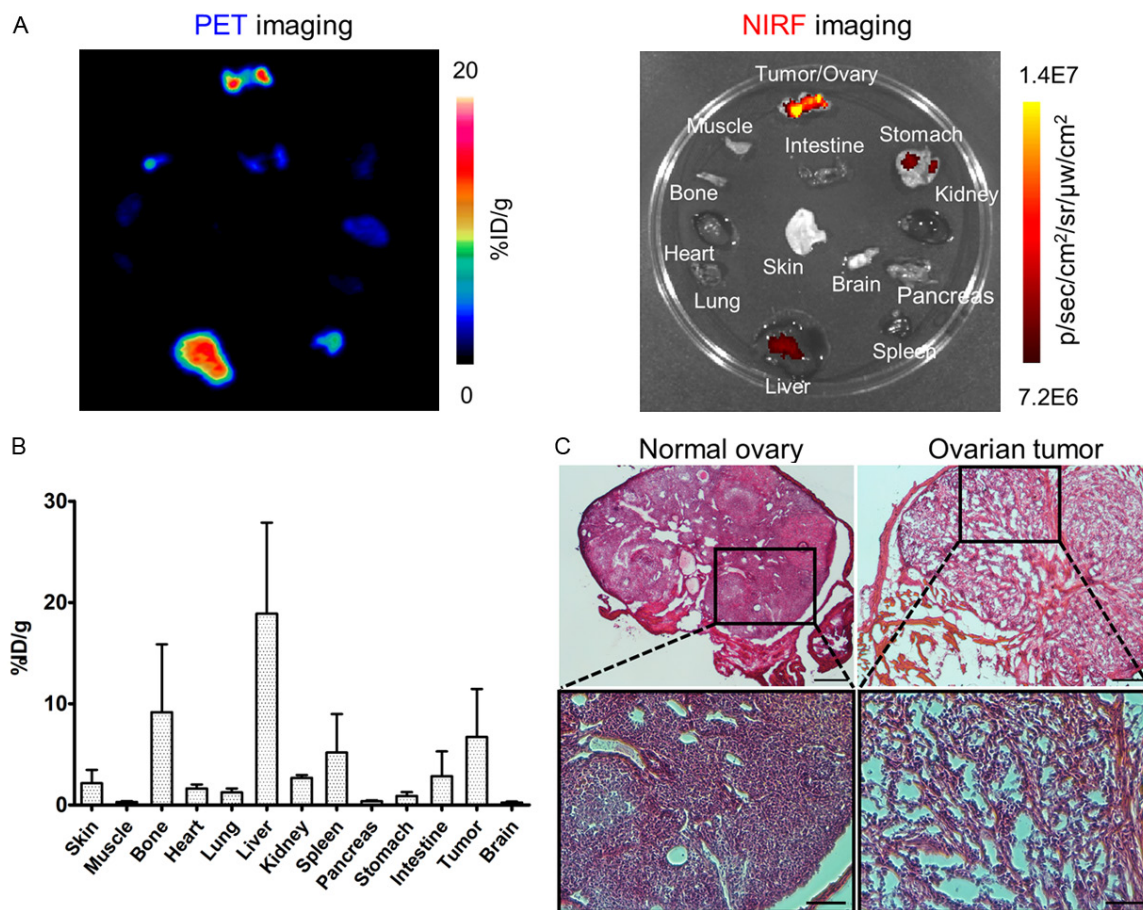 A
PET imaging
20
%ID/g
0
NIRF imaging
Tumor/Ovary
Muscle
Intestine
Stomach
Bone
Kidney
Heart
Skin
Brain
Lung
Pancreas
Spleen
Liver
1.4E7
p/sec/cm²/sr/µw/cm²
7.2E6
B
30
20
10
0
%ID/g
Skin
Muscle
Bone
Heart
Lung
Liver
Kidney
Spleen
Pancreas
Stomach
Intestine
Tumor
Brain
C
Normal ovary
Ovarian tumor